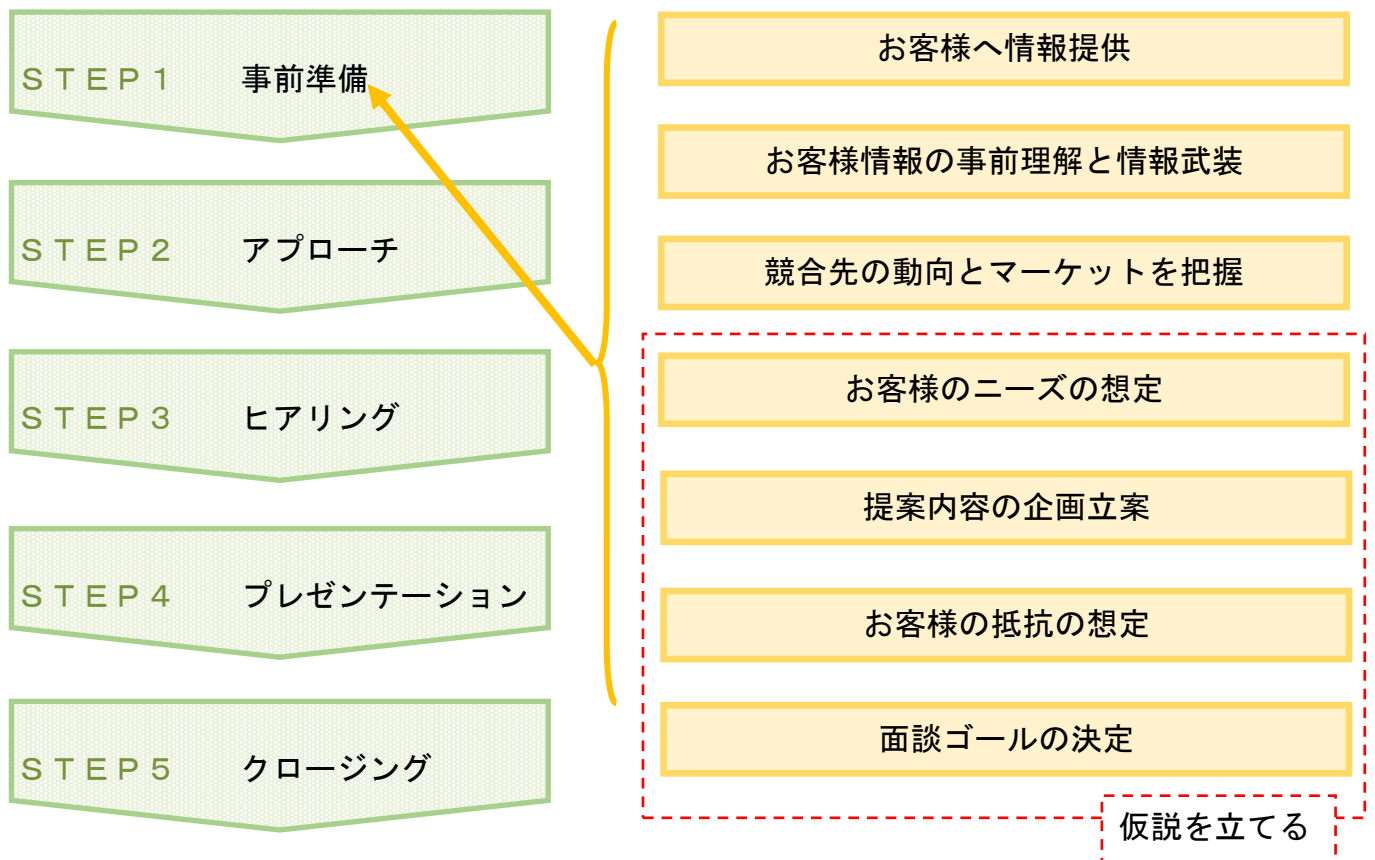 STEP1 事前準備
STEP2 アプローチ
STEP3 ヒアリング
STEP4 プレゼンテーション
STEP5 クロージング
お客様へ情報提供
お客様情報の事前理解と情報武装
競合先の動向とマーケットを把握
お客様のニーズの想定
提案内容の企画立案
お客様の抵抗の想定
面談ゴールの決定
仮説を立てる